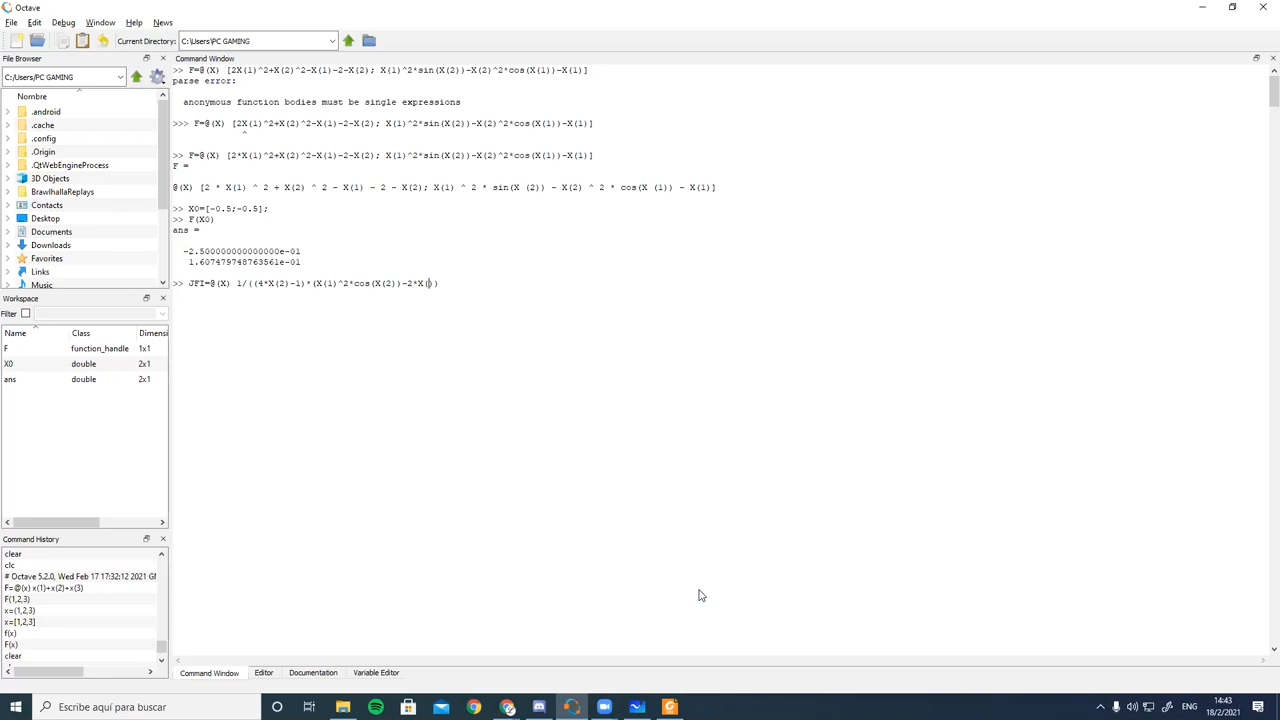 Octave
File Edit Debug Window Help News
Current Directory: C:\Users\PC GAMING
File Browser
C:/Users/PC GAMING
Nombre
.android
.cache
.config
.Origin
.QtWebEngineProcess
3D Objects
BrawlhallaReplays
Contacts
Desktop
Documents
Downloads
Favorites
Links
Music
Workspace
Filter
Name Class Dimensi
F function_handle 1x1
X0 double 2x1
ans double 2x1
Command History
clear
clc
# Octave 5.2.0, Wed Feb 17 17:32:12 2021 GM
F=@(x) x(1)+x(2)+x(3)
F(1,2,3)
x=(1,2,3)
x=[1,2,3]
f(x)
F(x)
clear
Command Window
>> F=@(X) [2X(1)^2+X(2)^2-X(1)-2-X(2); X(1)^2*sin(X(2))-X(2)^2*cos(X(1))-X(1)]
parse error:
anonymous function bodies must be single expressions
>>> F=@(X) [2X(1)^2+X(2)^2-X(1)-2-X(2); X(1)^2*sin(X(2))-X(2)^2*cos(X(1))-X(1)]
^
>> F=@(X) [2*X(1)^2+X(2)^2-X(1)-2-X(2); X(1)^2*sin(X(2))-X(2)^2*cos(X(1))-X(1)]
F =
@(X) [2 * X(1) ^ 2 + X(2) ^ 2 - X(1) - 2 - X(2); X(1) ^ 2 * sin(X (2)) - X(2) ^ 2 * cos(X (1)) - X(1)]
>> X0=[-0.5;-0.5];
>> F(X0)
ans =
-2.500000000000000e-01
1.607479748763561e-01
>> JFI=@(X) 1/((4*X(2)-1)*(X(1)^2*cos(X(2))-2*X())
Command Window Editor Documentation Variable Editor
Escribe aquí para buscar
ENG
14:43
18/2/2021